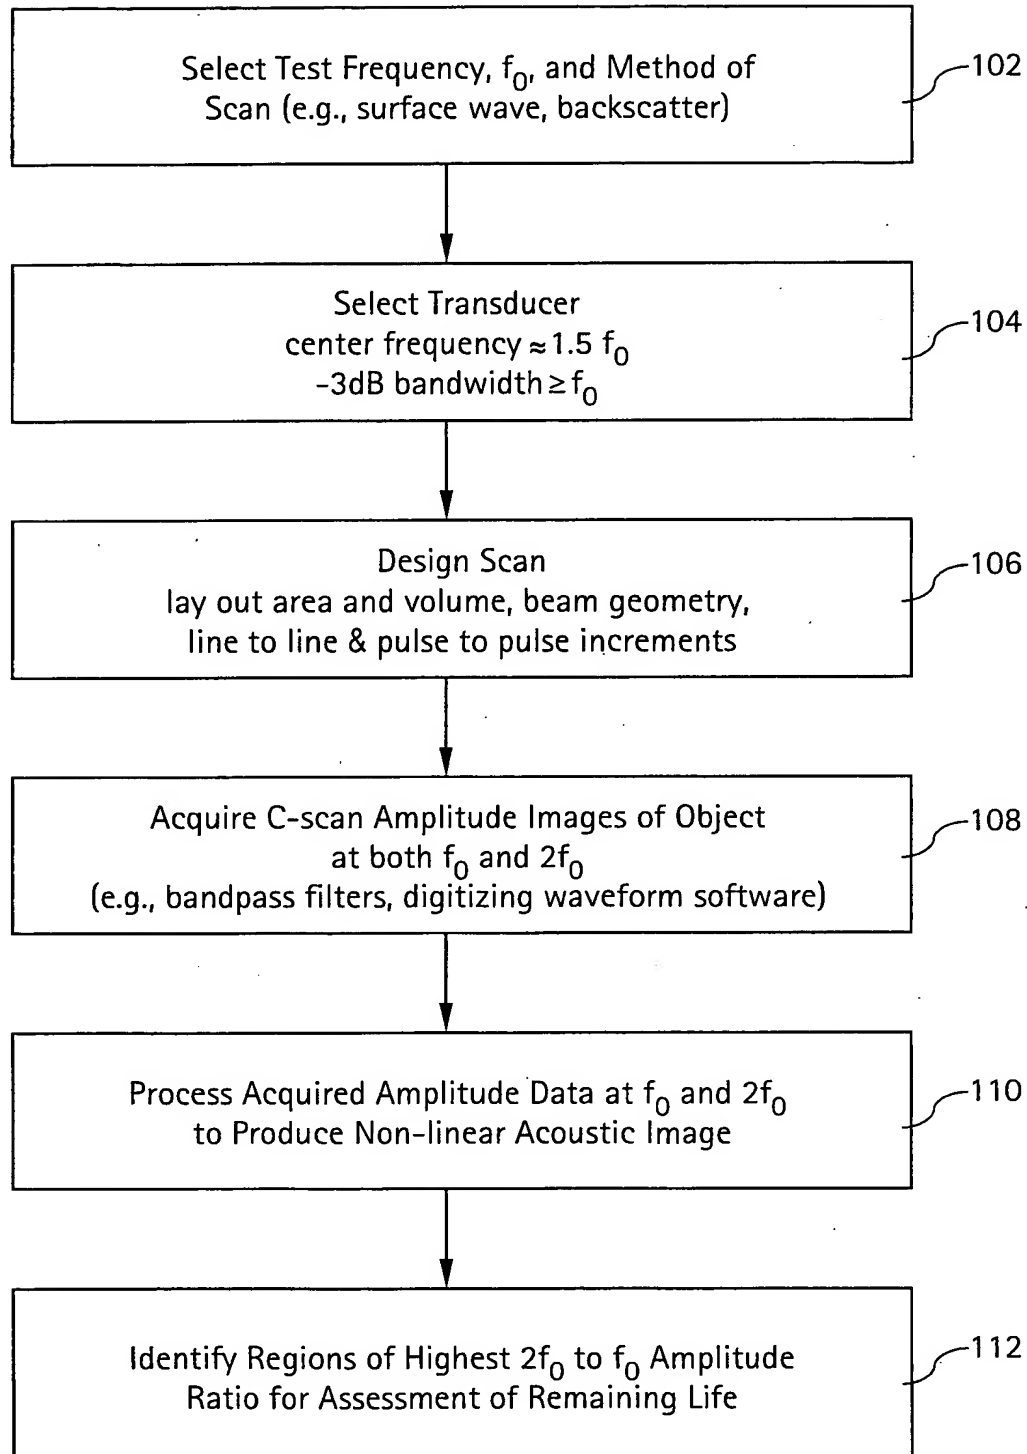 Select Test Frequency, f₀, and Method of
Scan (e.g., surface wave, backscatter)
102
Select Transducer
center frequency ≈ 1.5 f₀
-3dB bandwidth ≥ f₀
104
Design Scan
lay out area and volume, beam geometry,
line to line & pulse to pulse increments
106
Acquire C-scan Amplitude Images of Object
at both f₀ and 2f₀
(e.g., bandpass filters, digitizing waveform software)
108
Process Acquired Amplitude Data at f₀ and 2f₀
to Produce Non-linear Acoustic Image
110
Identify Regions of Highest 2f₀ to f₀ Amplitude
Ratio for Assessment of Remaining Life
112